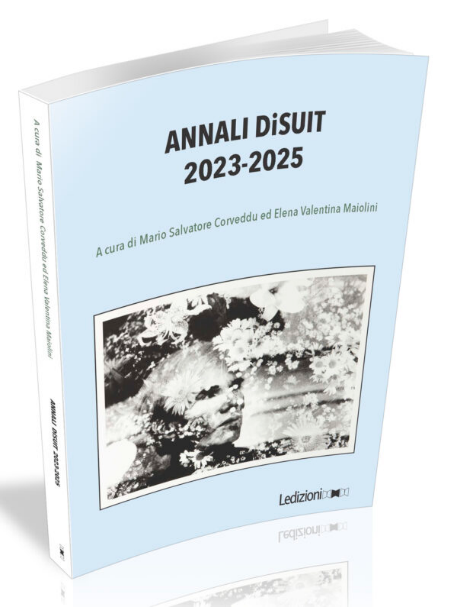 ANNALI DiSUIT
2023-2025
A cura di Mario Salvatore Corveddu ed Elena Valentina Maiolini
Ledizioni
A cura di Mario Salvatore Corveddu ed Elena Valentina Maiolini
ANNALI DiSUIT 2023-2025